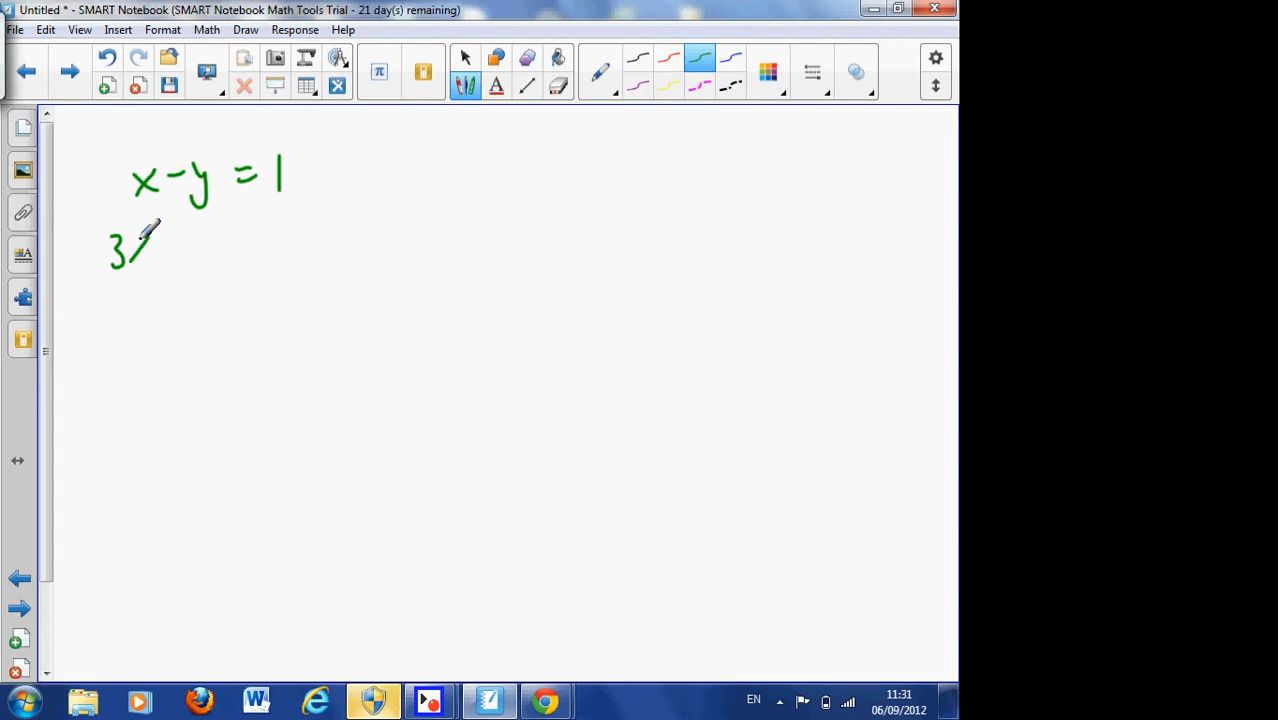 Untitled * - SMART Notebook (SMART Notebook Math Tools Trial - 21 day(s) remaining)
File Edit View Insert Format Math Draw Response Help
x - y = 1
3/
EN
11:31
06/09/2012